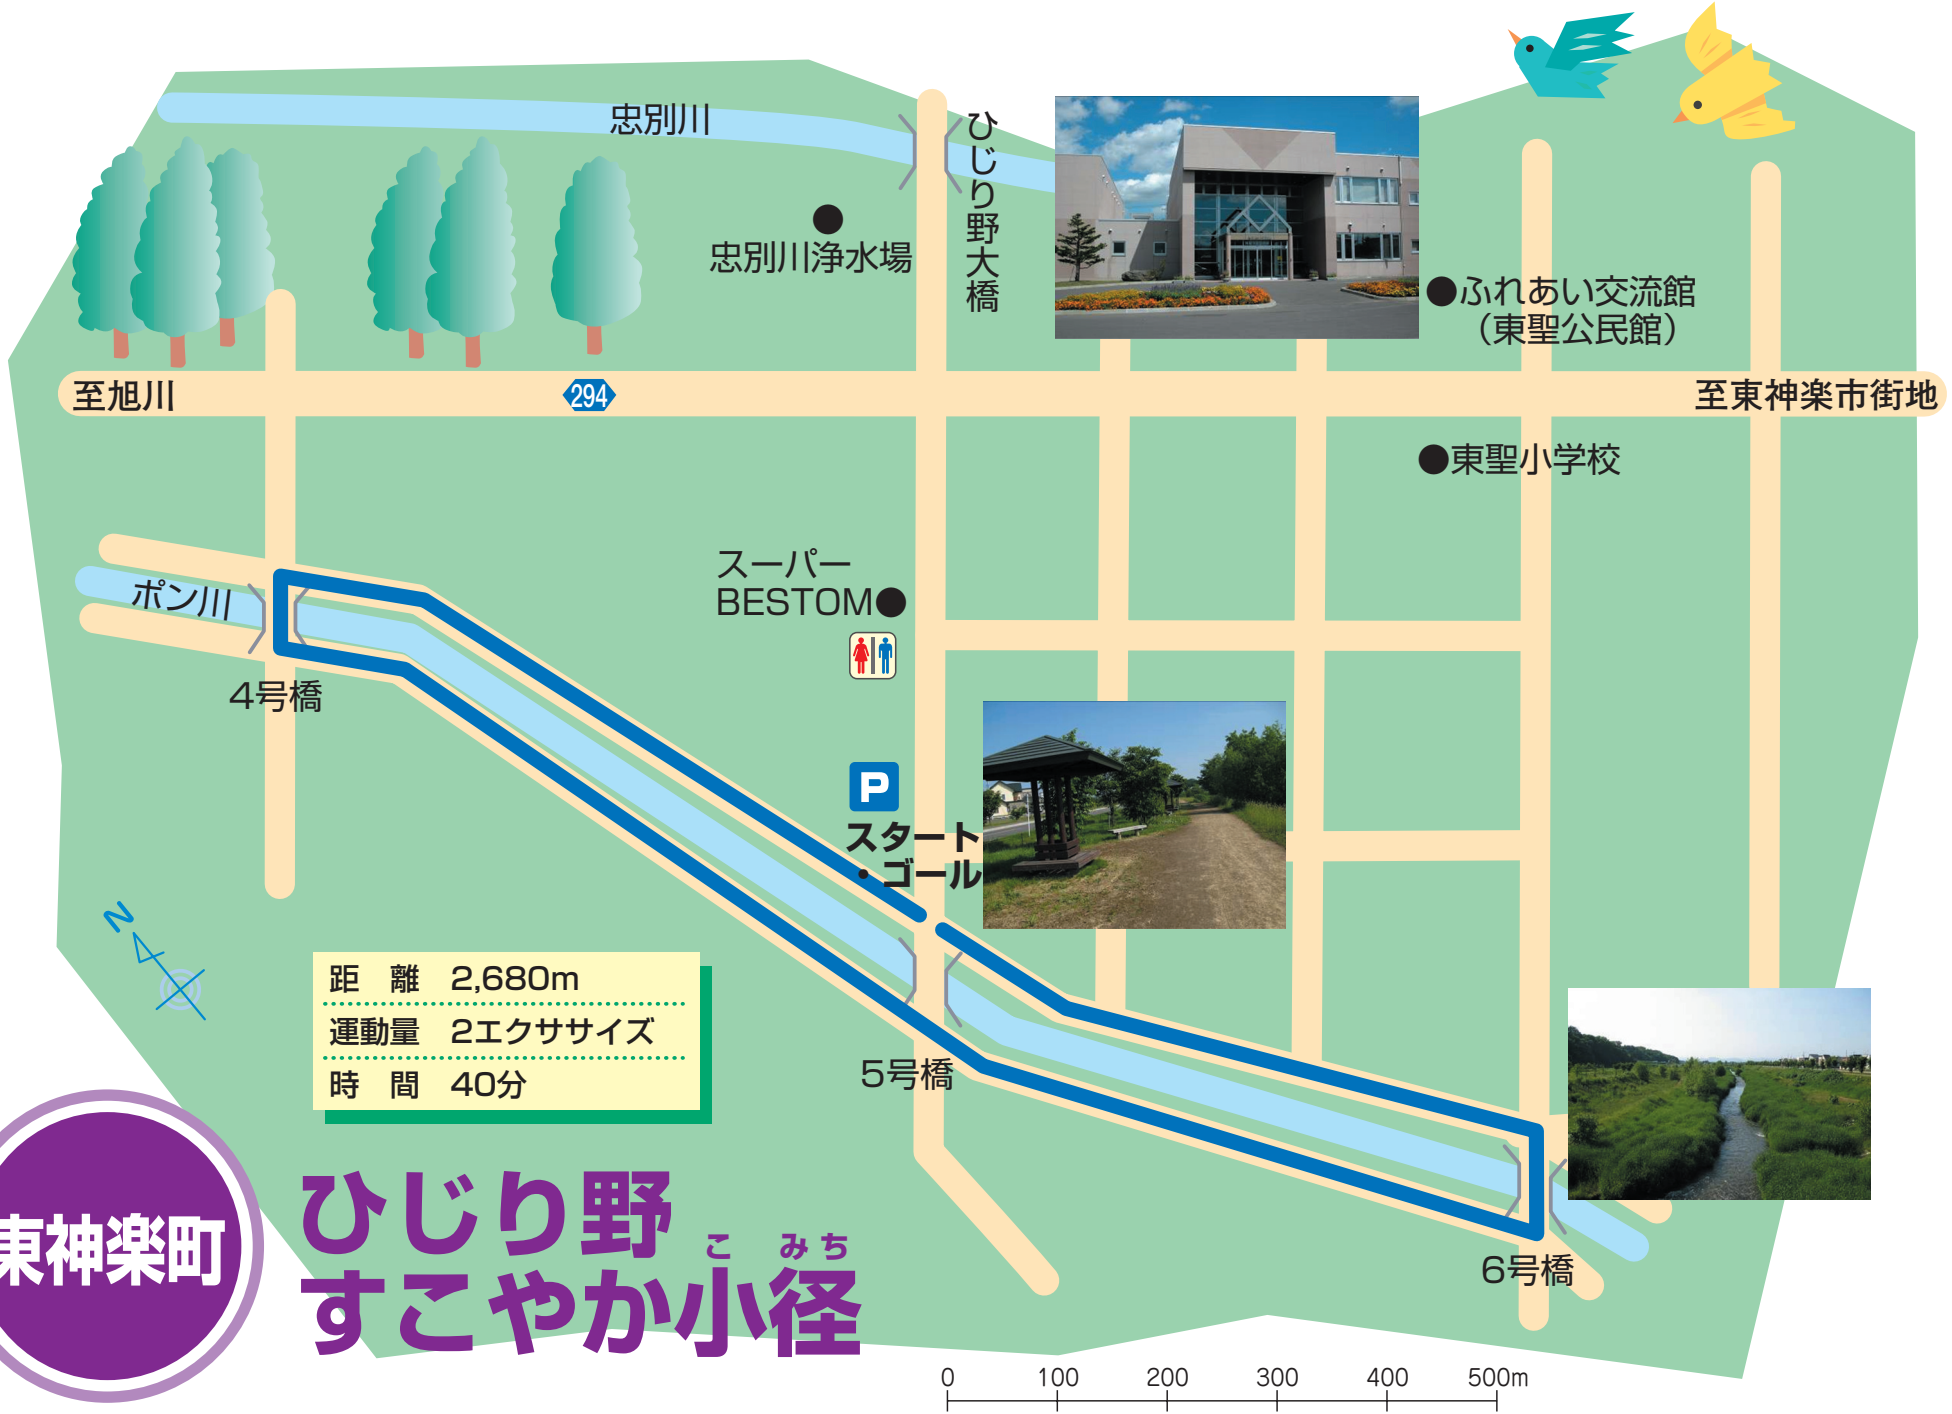 忠別川
ひじり野大橋
忠別川浄水場
●ふれあい交流館
（東聖公民館）
至旭川
294
至東神楽市街地
●東聖小学校
スーパー
BESTOM●
ポン川
4号橋
P
スタート
・ゴール
N
距　離　2,680m
運動量　2エクササイズ
時　間　40分
5号橋
6号橋
東神楽町
ひじり野
こ　みち
すこやか小径
0　100　200　300　400　500m